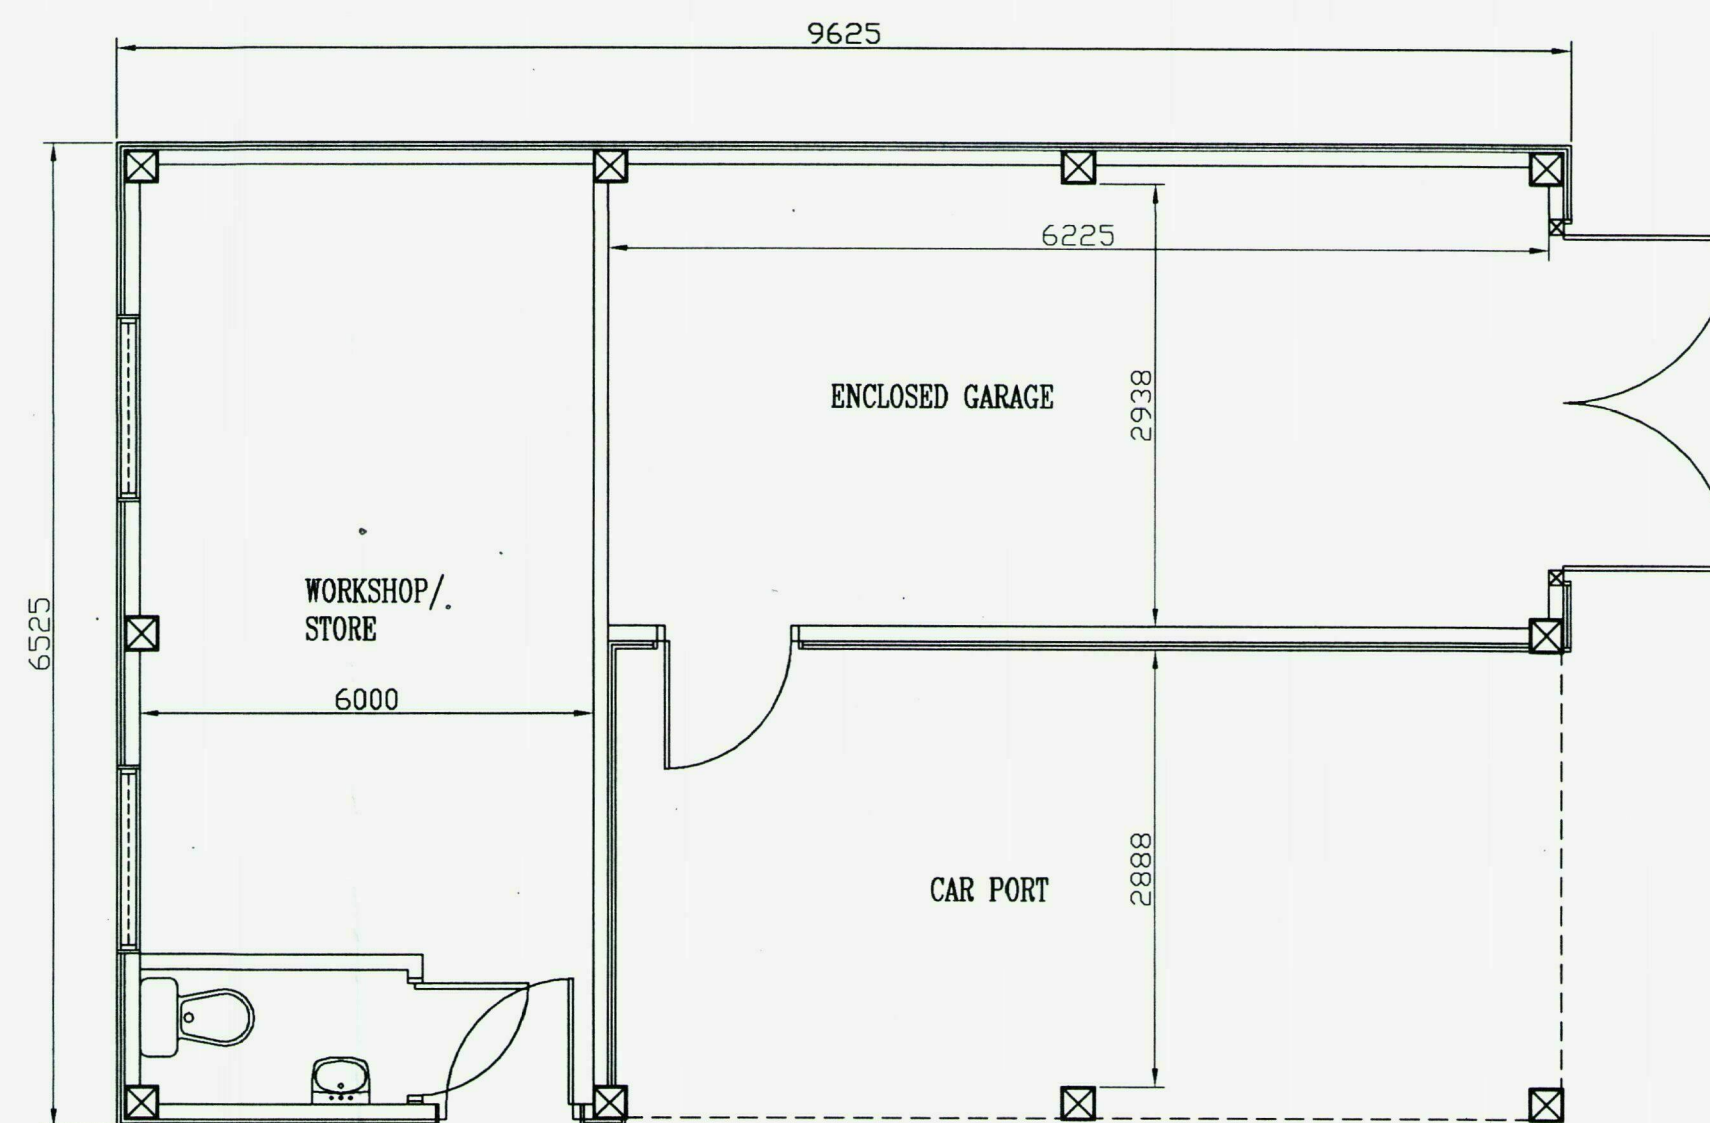 9625
6225
ENCLOSED GARAGE
2938
WORKSHOP/
STORE
6525
6000
CAR PORT
2888